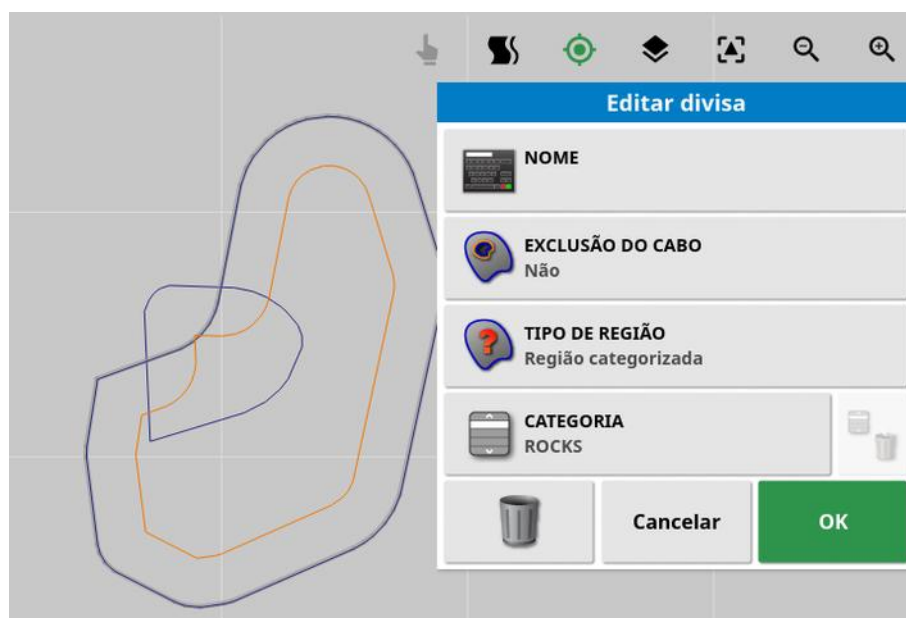 Editar divisa
NOME
EXCLUSÃO DO CABO
Não
TIPO DE REGIÃO
Região categorizada
CATEGORIA
ROCKS
Cancelar
OK